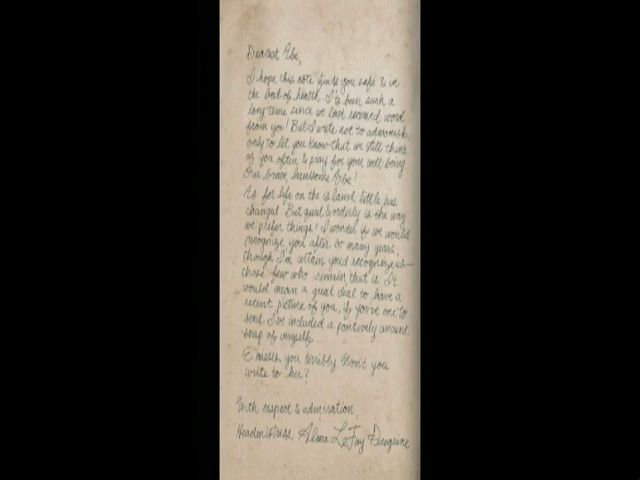 Dearest Abe,
I hope this note finds you safe & in
the best of health. It's been such a
long time since we last received word
from you! But I write not to admonish,
only to let you know that we still think
of you often & pray for your well-being.
Our brave, handsome Abe!
As for life on the island, little has
changed. But quiet & orderly is the way
we prefer things! I wonder if we would
recognize you after so many years,
though I'm certain you'd recognize us—
those few who remain, that is. It
would mean a great deal to have a
recent picture of you, if you've one to
send. I've included a positively ancient
snap of myself.
E misses you terribly. Won't you
write to her?
With respect & admiration,
Headmistress Alma LeFay Peregrine